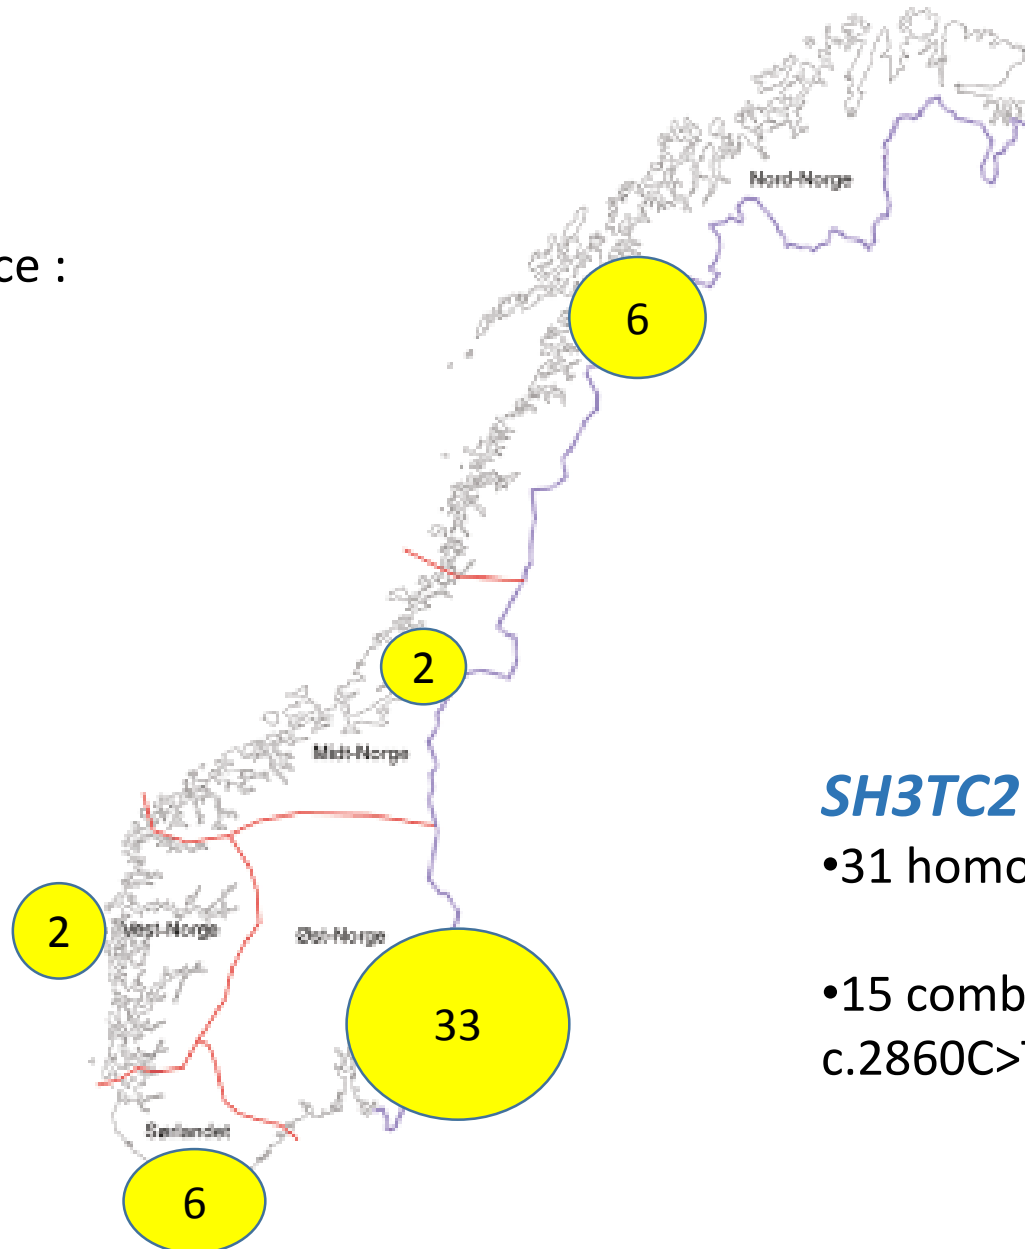 Nord-Norge
ce :
6
2
Midt-Norge
SH3TC2
•31 homo
2
Vest-Norge
Øst-Norge
•15 comb
33
c.2860C>T
Sørlandet
6